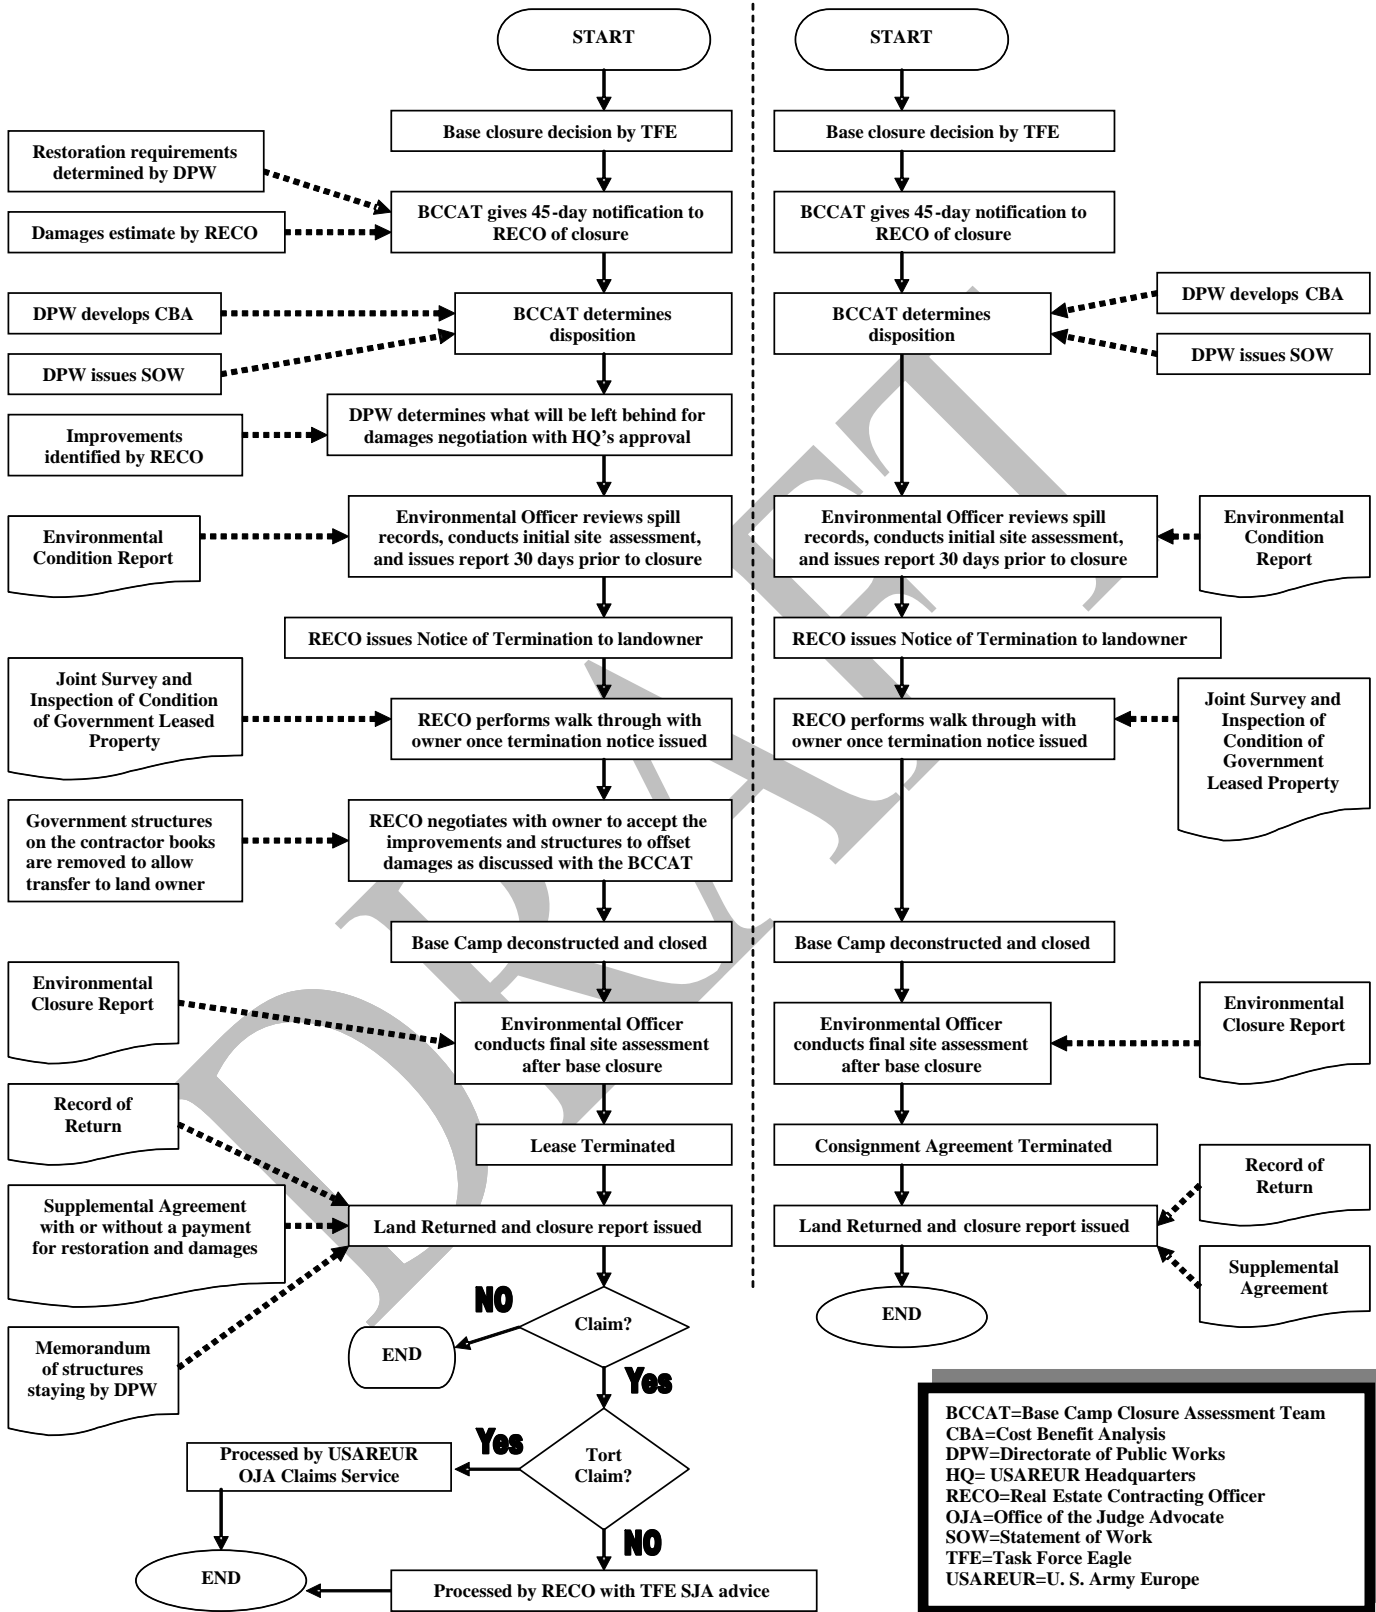 START
Base closure decision by TFE
Restoration requirements
determined by DPW
BCCAT gives 45-day notification to
RECO of closure
Damages estimate by RECO
DPW develops CBA
BCCAT determines
disposition
DPW issues SOW
DPW determines what will be left behind for
damages negotiation with HQ's approval
Improvements
identified by RECO
Environmental Officer reviews spill
records, conducts initial site assessment,
and issues report 30 days prior to closure
Environmental
Condition Report
RECO issues Notice of Termination to landowner
Joint Survey and
Inspection of Condition
of Government Leased
Property
RECO performs walk through with
owner once termination notice issued
Government structures
on the contractor books
are removed to allow
transfer to land owner
RECO negotiates with owner to accept the
improvements and structures to offset
damages as discussed with the BCCAT
Base Camp deconstructed and closed
Environmental
Closure Report
Environmental Officer
conducts final site assessment
after base closure
Record of
Return
Lease Terminated
Supplemental Agreement
with or without a payment
for restoration and damages
Land Returned and closure report issued
Memorandum
of structures
staying by DPW
Claim?
NO
END
Yes
Tort
Claim?
Yes
Processed by USAREUR
OJA Claims Service
NO
Processed by RECO with TFE SJA advice
END
START
Base closure decision by TFE
BCCAT gives 45-day notification to
RECO of closure
BCCAT determines
disposition
DPW develops CBA
DPW issues SOW
Environmental Officer reviews spill
records, conducts initial site assessment,
and issues report 30 days prior to closure
Environmental
Condition
Report
RECO issues Notice of Termination to landowner
RECO performs walk through with
owner once termination notice issued
Joint Survey and
Inspection of
Condition of
Government
Leased Property
Base Camp deconstructed and closed
Environmental Officer
conducts final site assessment
after base closure
Environmental
Closure Report
Consignment Agreement Terminated
Record of
Return
Land Returned and closure report issued
Supplemental
Agreement
END
BCCAT=Base Camp Closure Assessment Team
CBA=Cost Benefit Analysis
DPW=Directorate of Public Works
HQ= USAREUR Headquarters
RECO=Real Estate Contracting Officer
OJA=Office of the Judge Advocate
SOW=Statement of Work
TFE=Task Force Eagle
USAREUR=U. S. Army Europe
DRAFT